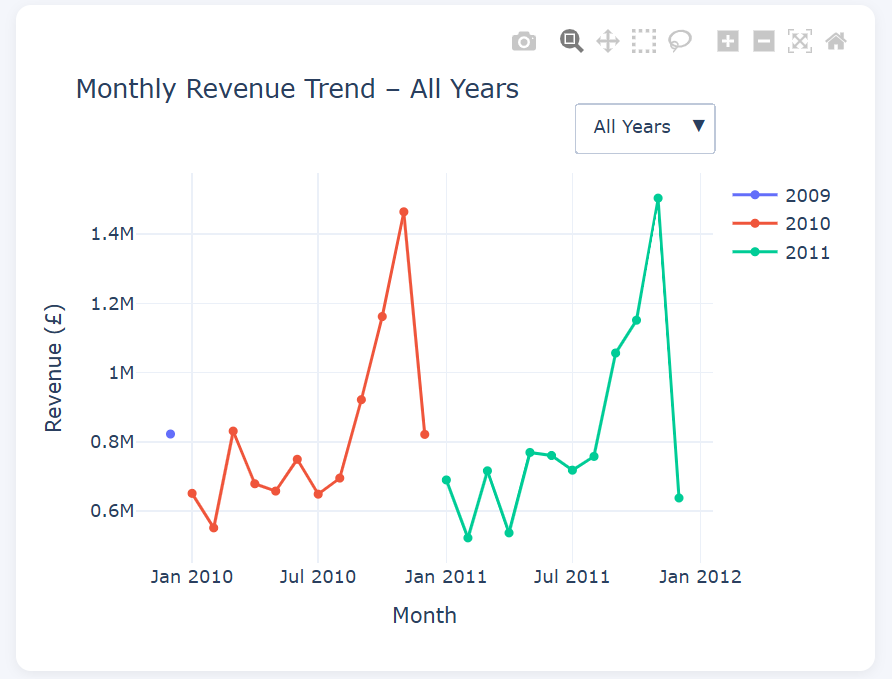 Monthly Revenue Trend – All Years
All Years ▼
2009
2010
2011
1.4M
1.2M
1M
0.8M
0.6M
Revenue (£)
Jan 2010
Jul 2010
Jan 2011
Jul 2011
Jan 2012
Month